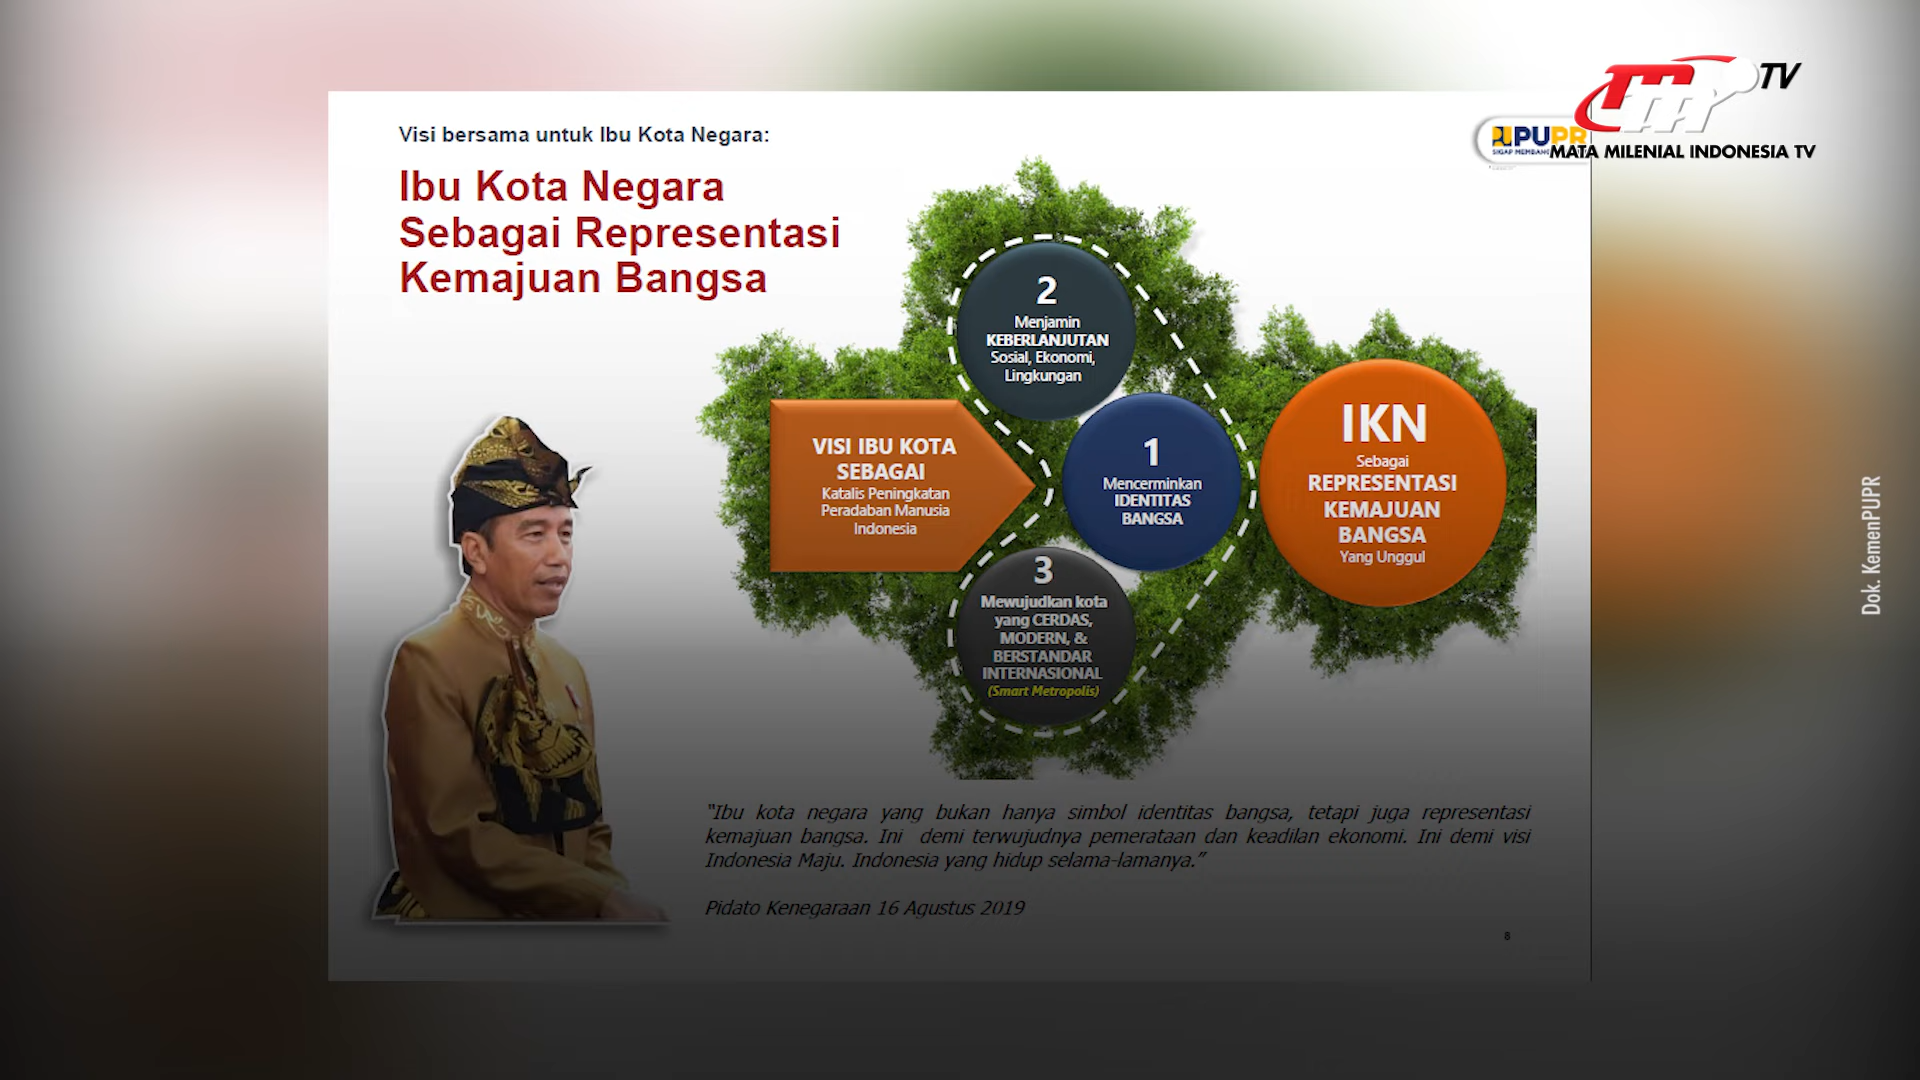 TV
MATA MILENIAL INDONESIA TV
PUPR
Visi bersama untuk Ibu Kota Negara:
Ibu Kota Negara
Sebagai Representasi
Kemajuan Bangsa
2
Menjamin
KEBERLANJUTAN
Sosial, Ekonomi,
Lingkungan
VISI IBU KOTA
SEBAGAI
Katalis Peningkatan
Peradaban Manusia
Indonesia
1
Mencerminkan
IDENTITAS
BANGSA
IKN
Sebagai
REPRESENTASI
KEMAJUAN
BANGSA
Yang Unggul
3
Mewujudkan kota
yang CERDAS,
MODERN, &
BERSTANDAR
INTERNASIONAL
(Smart Metropolis)
"Ibu kota negara yang bukan hanya simbol identitas bangsa, tetapi juga representasi
kemajuan bangsa. Ini demi terwujudnya pemerataan dan keadilan ekonomi. Ini demi visi
Indonesia Maju. Indonesia yang hidup selama-lamanya."
Pidato Kenegaraan 16 Agustus 2019
8
Dok. KemenPUPR